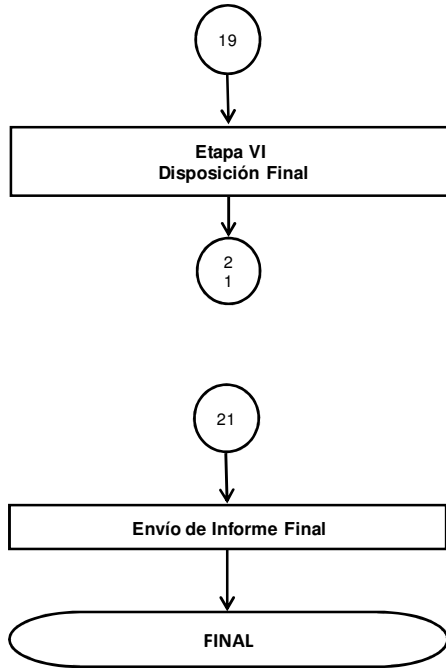 19
Etapa VI
Disposición Final
2
1
21
Envío de Informe Final
FINAL